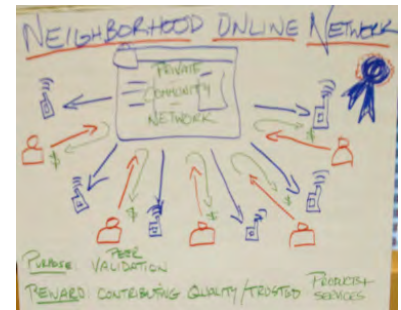 NEIGHBORHOOD ONLINE NETWORK
PRIVATE
COMMUNITY
NETWORK
$ $ $ $ $
PURPOSE: PEER VALIDATION
REWARD: CONTRIBUTING QUALITY/TRUSTED PRODUCTS+ SERVICES